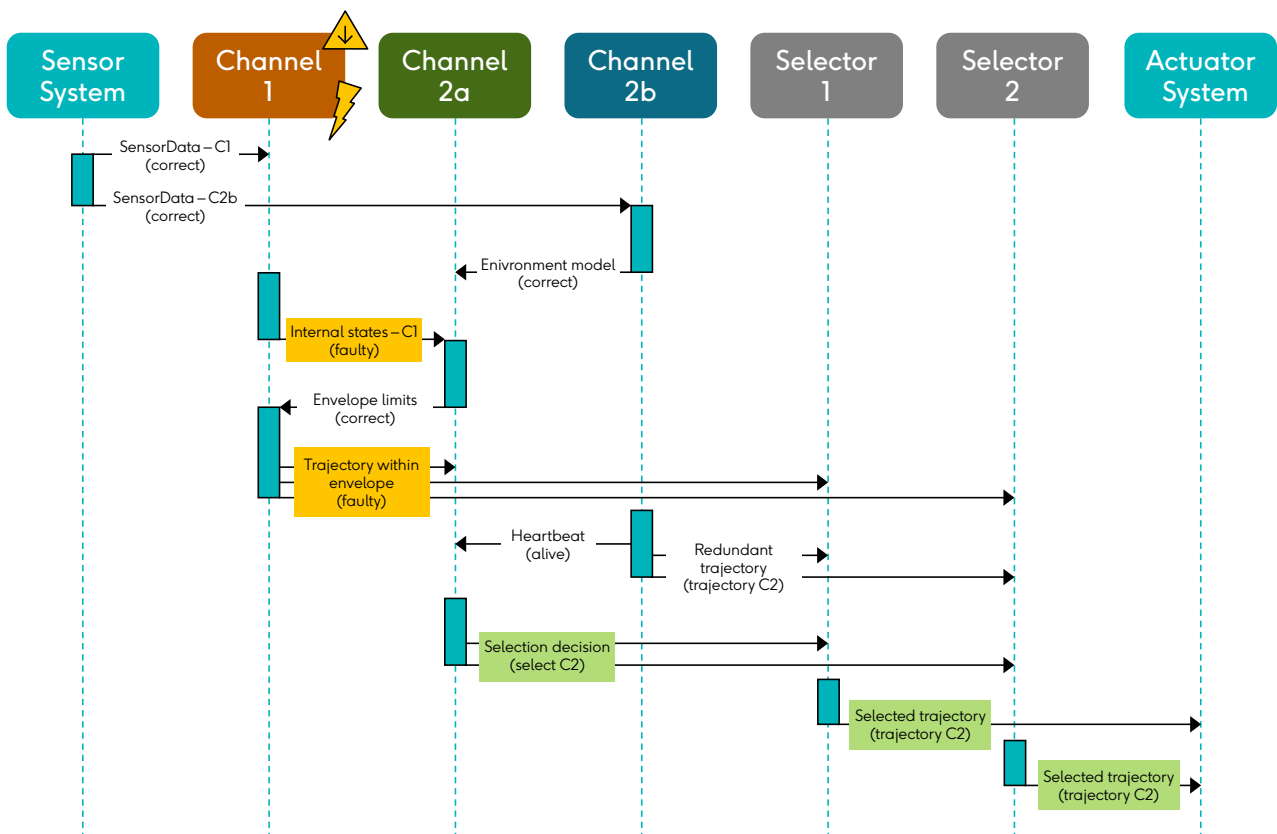 Sensor
System
Channel
1
Channel
2a
Channel
2b
Selector
1
Selector
2
Actuator
System
SensorData – C1
(correct)
SensorData – C2b
(correct)
Enivronment model
(correct)
Internal states – C1
(faulty)
Envelope limits
(correct)
Trajectory within
envelope
(faulty)
Heartbeat
(alive)
Redundant
trajectory
(trajectory C2)
Selection decision
(select C2)
Selected trajectory
(trajectory C2)
Selected trajectory
(trajectory C2)